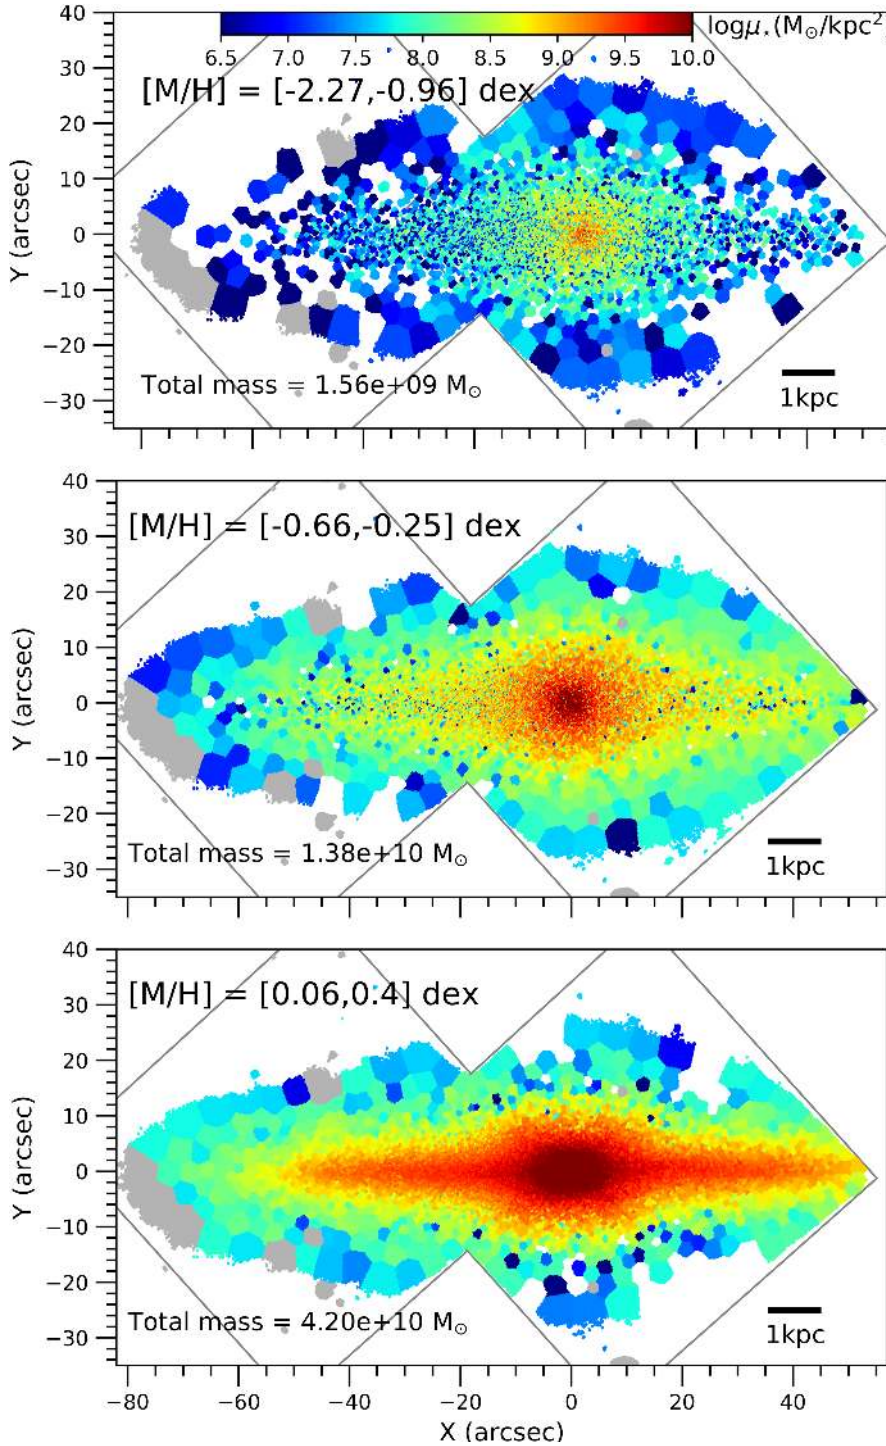 logμ*(M⊙/kpc²
6.5 7.0 7.5 8.0 8.5 9.0 9.5 10.0
40
[M/H] = [-2.27,-0.96] dex
30
20
10
0
−10
−20
−30
Y (arcsec)
Total mass = 1.56e+09 M⊙
1kpc
40
[M/H] = [-0.66,-0.25] dex
30
20
10
0
−10
−20
−30
Y (arcsec)
Total mass = 1.38e+10 M⊙
1kpc
40
[M/H] = [0.06,0.4] dex
30
20
10
0
−10
−20
−30
Y (arcsec)
Total mass = 4.20e+10 M⊙
1kpc
−80 −60 −40 −20 0 20 40
X (arcsec)